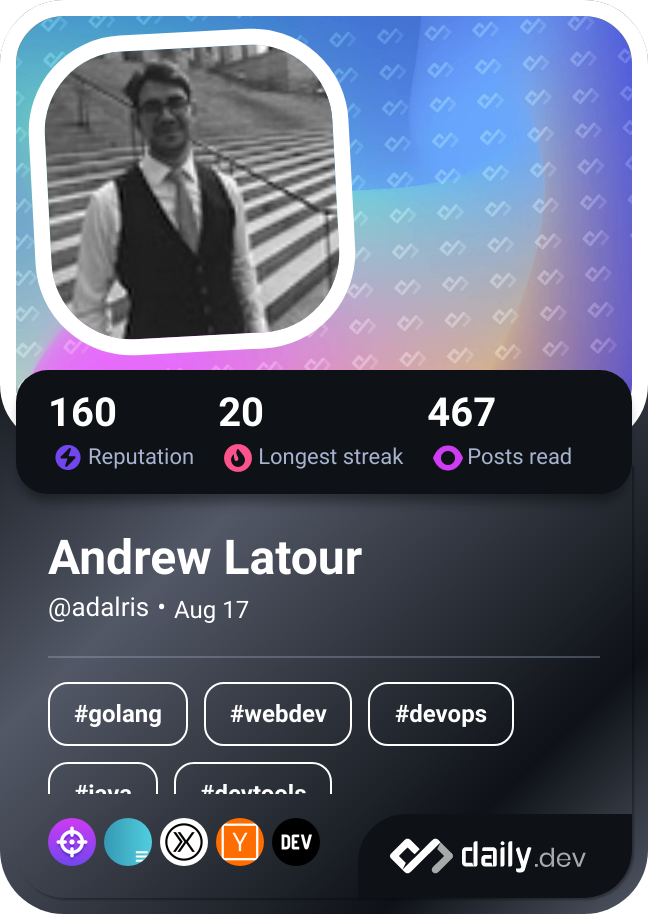 160 20 467
Reputation Longest streak Posts read
Andrew Latour
@adalris • Aug 17
#golang #webdev #devops
#java #devtools
Y DEV daily.dev